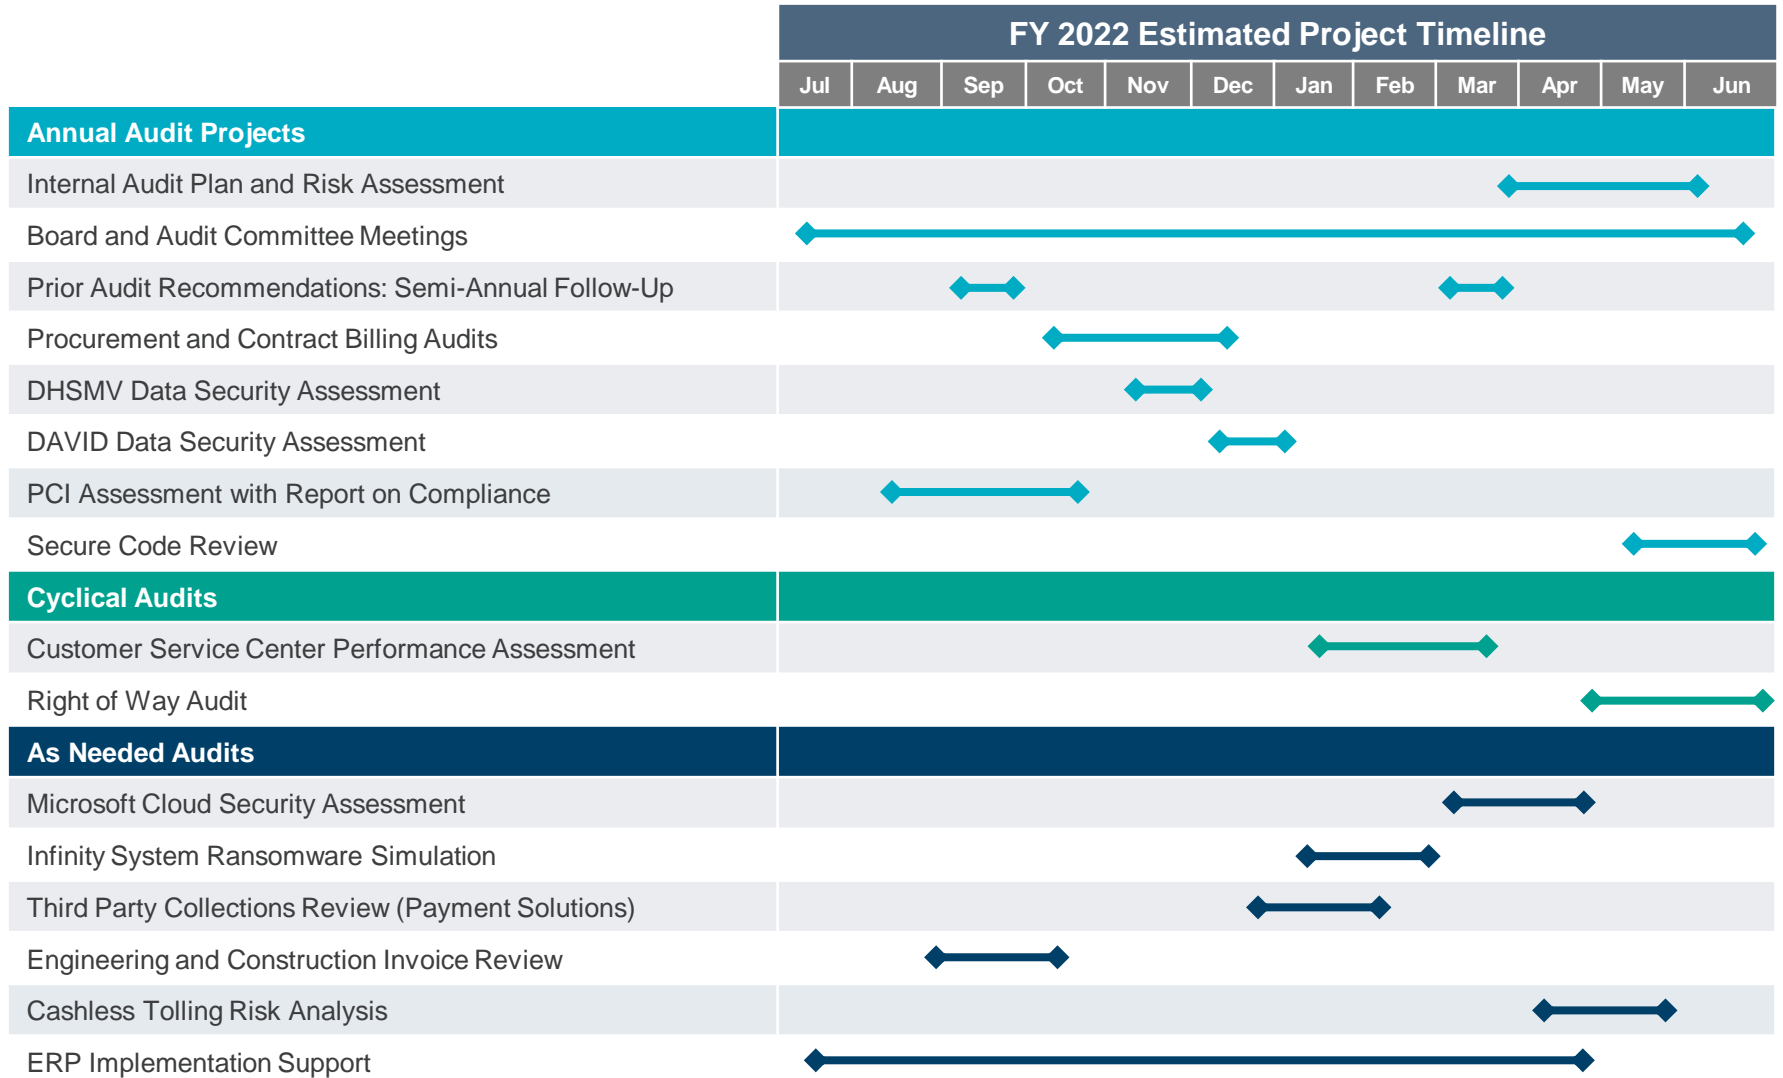 FY 2022 Estimated Project Timeline
Jul Aug Sep Oct Nov Dec Jan Feb Mar Apr May Jun
Annual Audit Projects
Internal Audit Plan and Risk Assessment
Board and Audit Committee Meetings
Prior Audit Recommendations: Semi-Annual Follow-Up
Procurement and Contract Billing Audits
DHSMV Data Security Assessment
DAVID Data Security Assessment
PCI Assessment with Report on Compliance
Secure Code Review
Cyclical Audits
Customer Service Center Performance Assessment
Right of Way Audit
As Needed Audits
Microsoft Cloud Security Assessment
Infinity System Ransomware Simulation
Third Party Collections Review (Payment Solutions)
Engineering and Construction Invoice Review
Cashless Tolling Risk Analysis
ERP Implementation Support